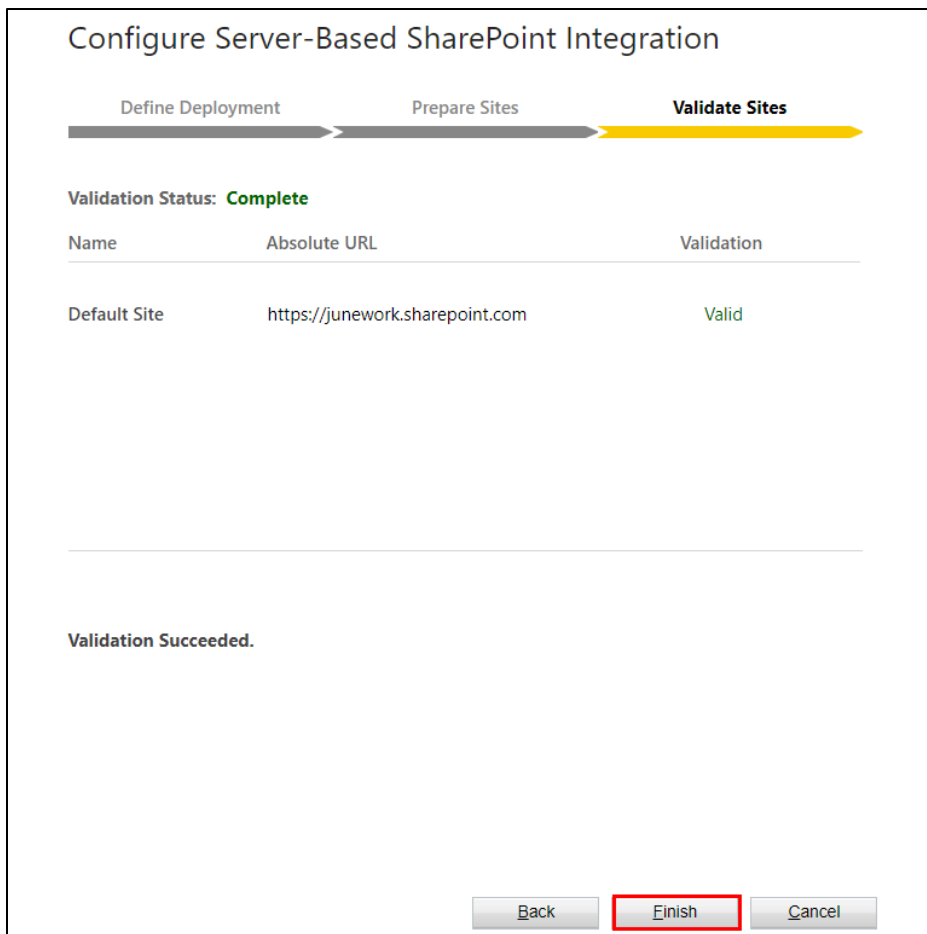 Configure Server-Based SharePoint Integration
Define Deployment Prepare Sites Validate Sites
Validation Status: Complete
Name Absolute URL Validation
Default Site https://junework.sharepoint.com Valid
Validation Succeeded.
Back Finish Cancel